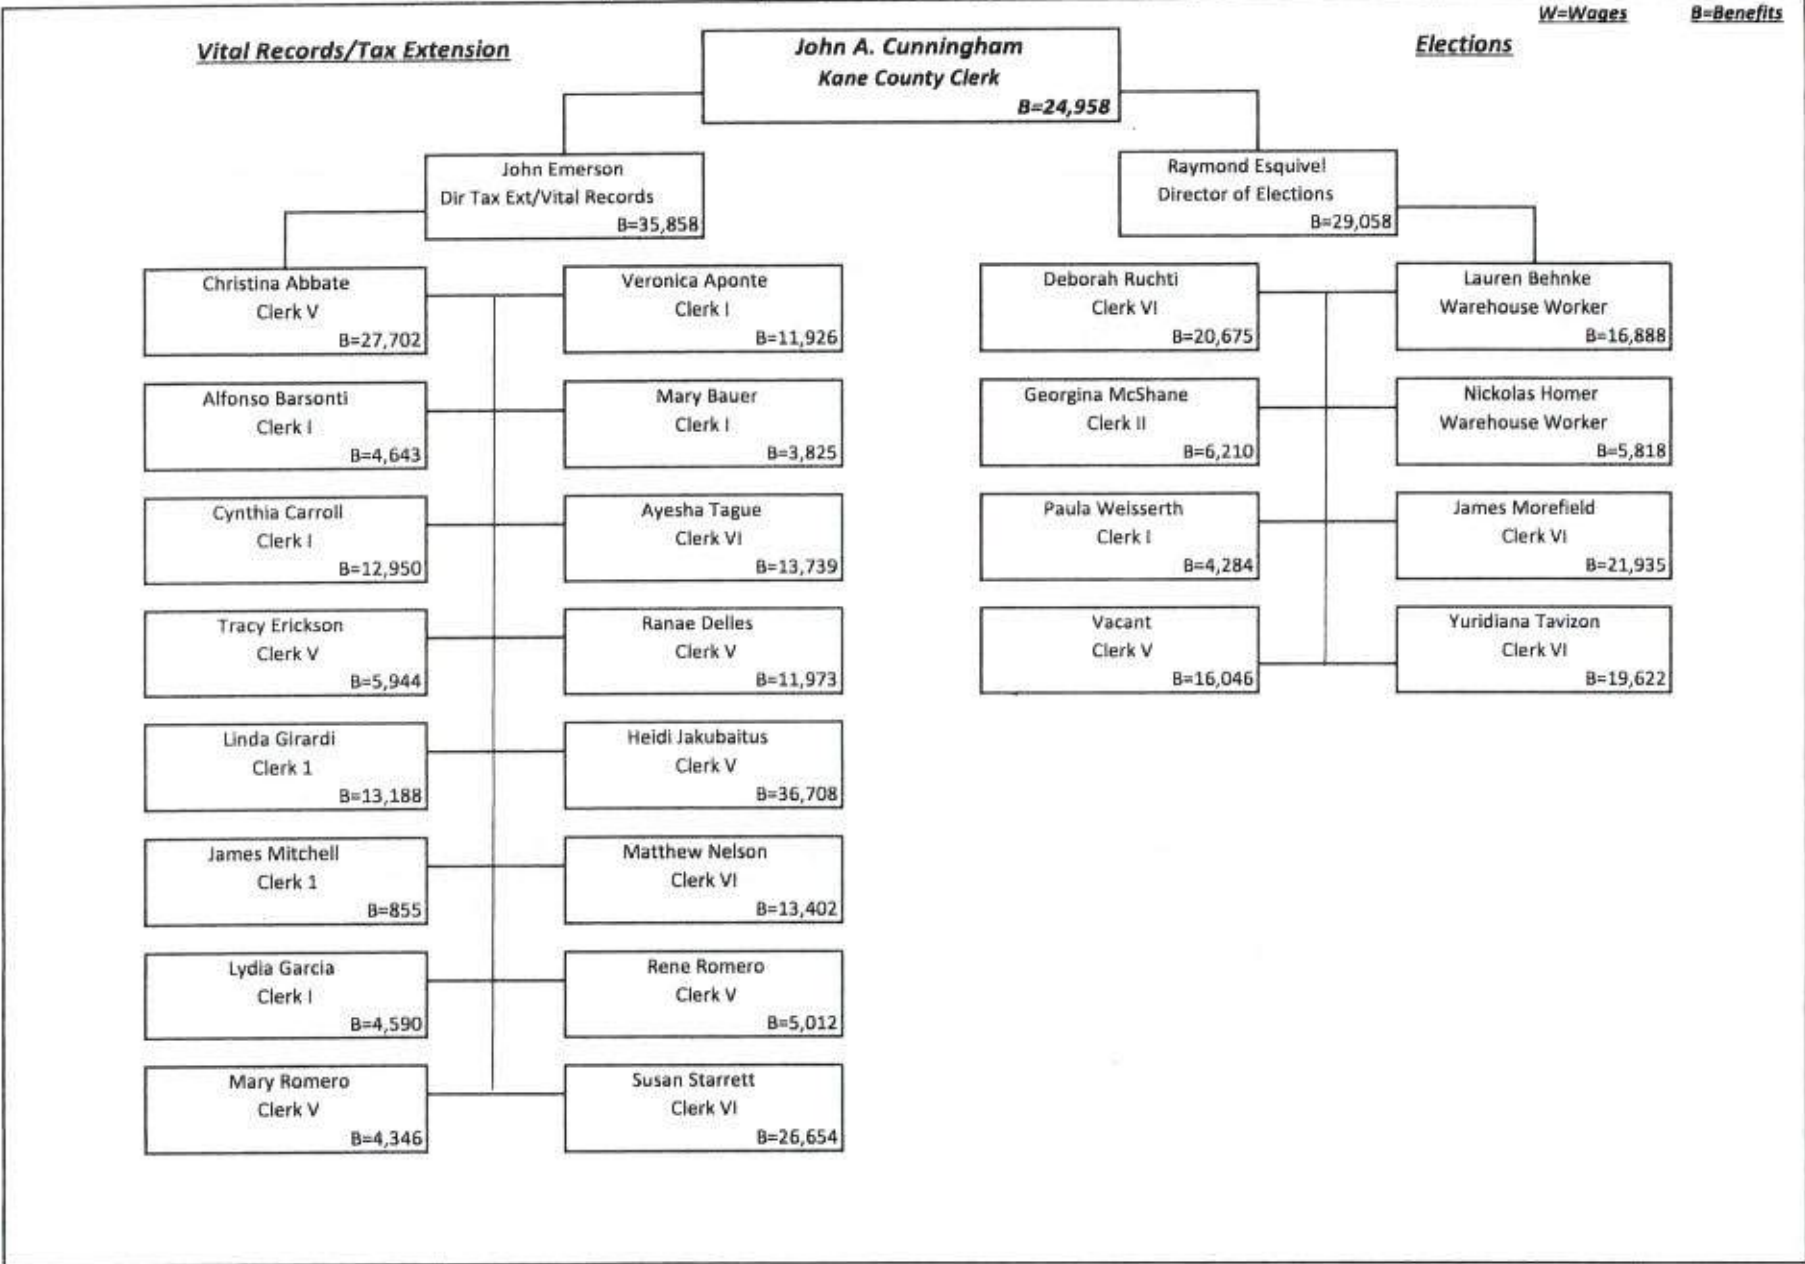 W=Wages B=Benefits
Vital Records/Tax Extension
Elections
John A. Cunningham
Kane County Clerk
B=24,958
John Emerson
Dir Tax Ext/Vital Records
B=35,858
Raymond Esquivel
Director of Elections
B=29,058
Christina Abbate
Clerk V
B=27,702
Veronica Aponte
Clerk I
B=11,926
Alfonso Barsonti
Clerk I
B=4,643
Mary Bauer
Clerk I
B=3,825
Cynthia Carroll
Clerk I
B=12,950
Ayesha Tague
Clerk VI
B=13,739
Tracy Erickson
Clerk V
B=5,944
Ranae Delles
Clerk V
B=11,973
Linda Girardi
Clerk 1
B=13,188
Heidi Jakubaitus
Clerk V
B=36,708
James Mitchell
Clerk 1
B=855
Matthew Nelson
Clerk VI
B=13,402
Lydia Garcia
Clerk I
B=4,590
Rene Romero
Clerk V
B=5,012
Mary Romero
Clerk V
B=4,346
Susan Starrett
Clerk VI
B=26,654
Deborah Ruchti
Clerk VI
B=20,675
Lauren Behnke
Warehouse Worker
B=16,888
Georgina McShane
Clerk II
B=6,210
Nickolas Homer
Warehouse Worker
B=5,818
Paula Weisserth
Clerk I
B=4,284
James Morefield
Clerk VI
B=21,935
Vacant
Clerk V
B=16,046
Yuridiana Tavizon
Clerk VI
B=19,622